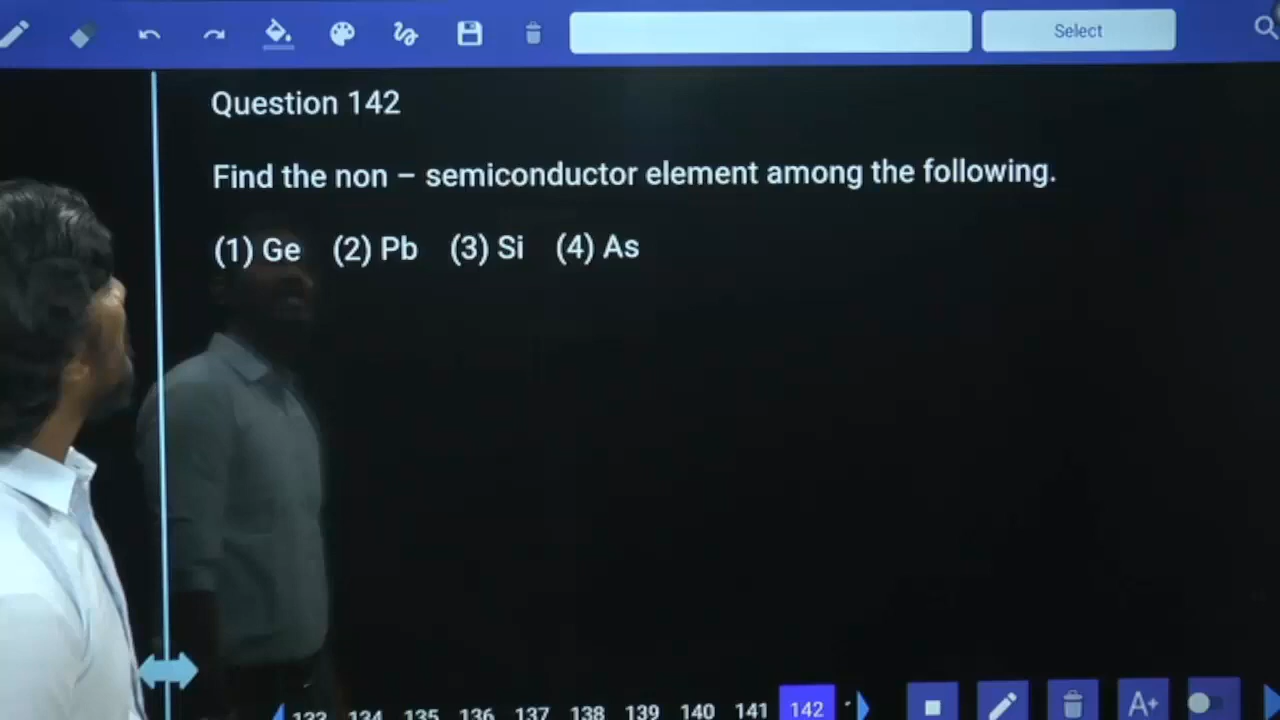 Select
Question 142
Find the non – semiconductor element among the following.
(1) Ge (2) Pb (3) Si (4) As
133 134 135 136 137 138 139 140 141 142
A+